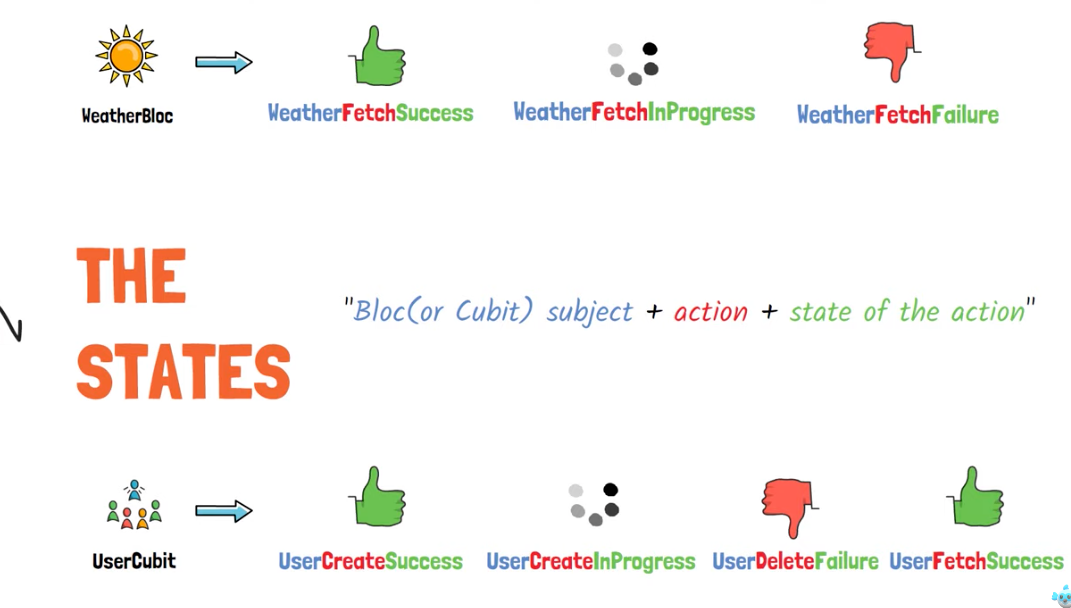 WeatherBloc
WeatherFetchSuccess
WeatherFetchInProgress
WeatherFetchFailure
THE
STATES
"Bloc(or Cubit) subject + action + state of the action"
UserCubit
UserCreateSuccess
UserCreateInProgress
UserDeleteFailure
UserFetchSuccess